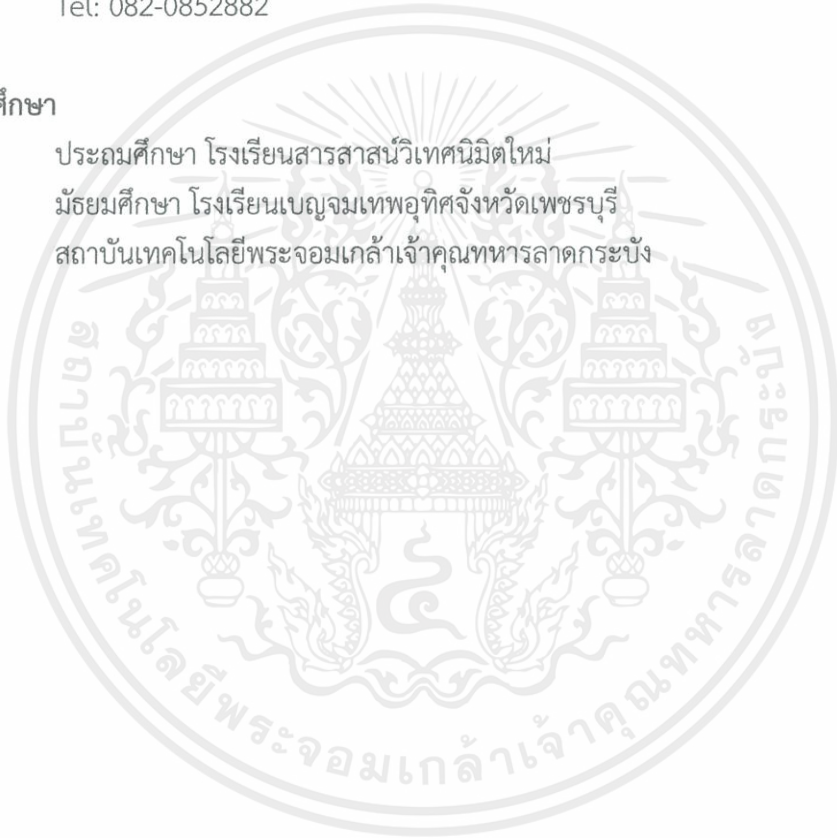 Tel: 082-0852882
ศึกษา
ประถมศึกษา โรงเรียนสารสาสน์วิเทศนิมิตใหม่
มัธยมศึกษา โรงเรียนเบญจมเทพอุทิศจังหวัดเพชรบุรี
สถาบันเทคโนโลยีพระจอมเกล้าเจ้าคุณทหารลาดกระบัง
สถาบันเทคโนโลยีพระจอมเกล้าเจ้าคุณทหารลาดกระบัง